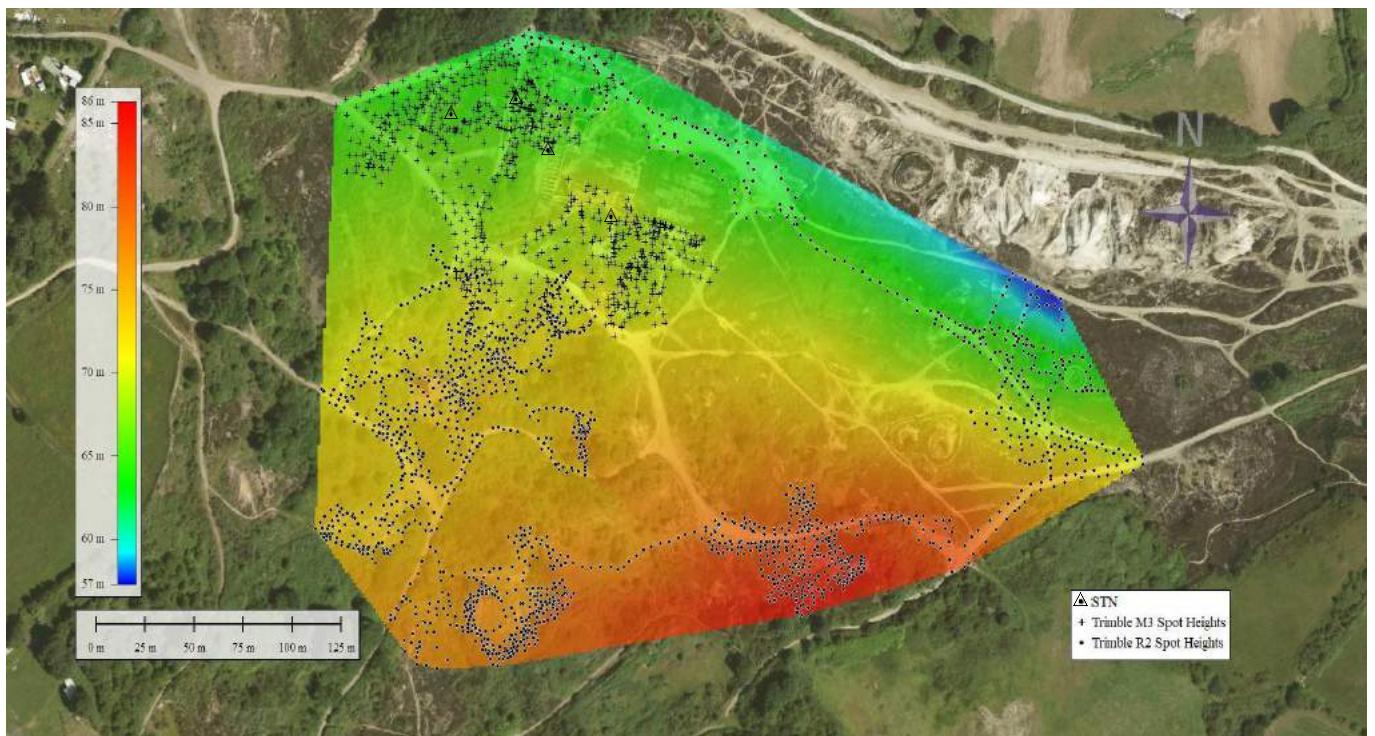 N
86 m
85 m
80 m
75 m
70 m
65 m
60 m
57 m
0 m 25 m 50 m 75 m 100 m 125 m
STN
Trimble M3 Spot Heights
Trimble R2 Spot Heights